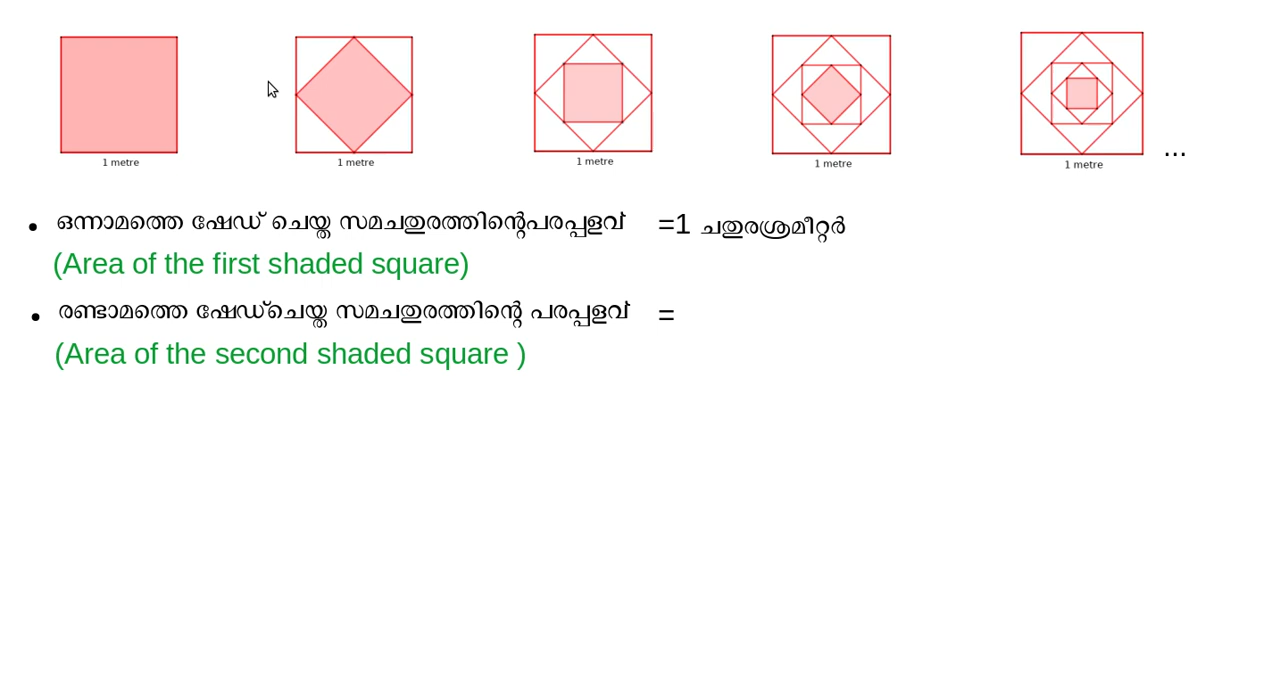 1 metre 1 metre 1 metre 1 metre 1 metre ...
• ഒന്നാമത്തെ ഷേഡ് ചെയ്ത സമചതുരത്തിന്റെപരപ്പളവ് =1 ചതുരശ്രമീറ്റർ
(Area of the first shaded square)
• രണ്ടാമത്തെ ഷേഡ്ചെയ്ത സമചതുരത്തിന്റെ പരപ്പളവ് =
(Area of the second shaded square )